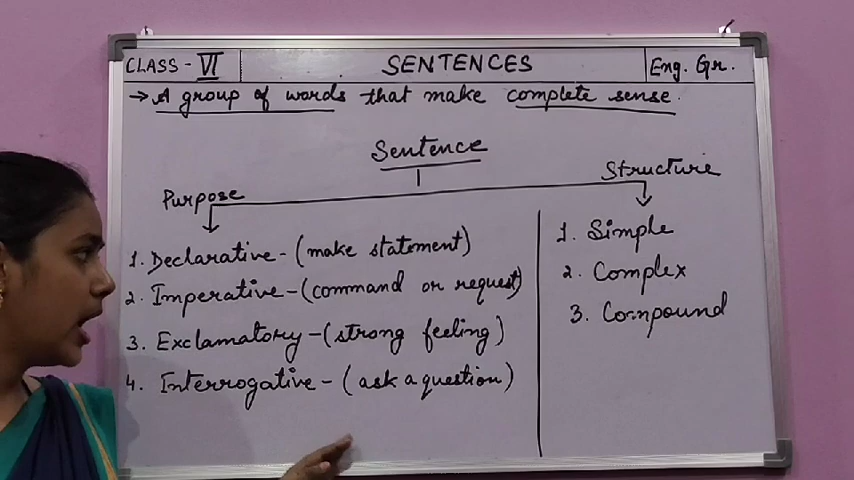 CLASS - VI SENTENCES Eng. Gr.
→ A group of words that make complete sense.
Sentence
Purpose
Structure
1. Declarative - (make statement)
2. Imperative - (command or request)
3. Exclamatory - (strong feeling)
4. Interrogative - (ask a question)
1. Simple
2. Complex
3. Compound